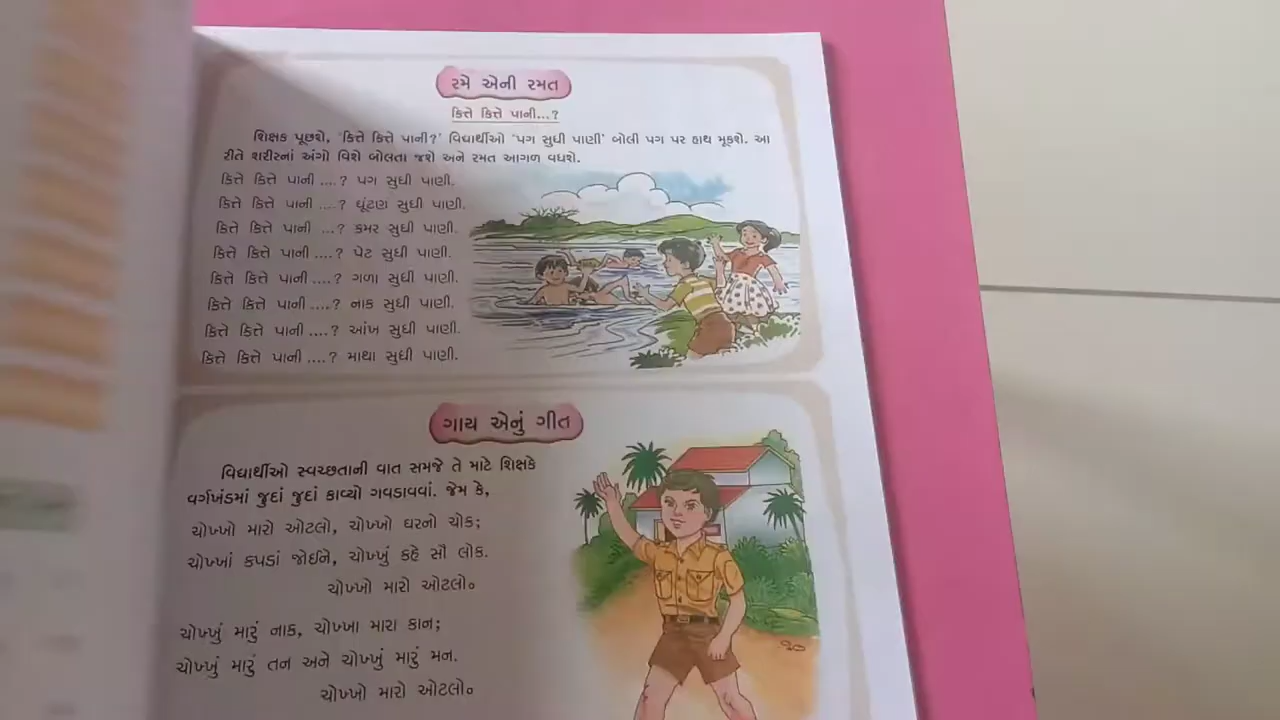 રમે એની રમત
કિત્તે કિત્તે પાની...?
શિક્ષક પૂછશે, 'કિત્તે કિત્તે પાની?' વિદ્યાર્થીઓ 'પગ સુધી પાણી' બોલી પગ પર હાથ મૂકશે. આ
રીતે શરીરનાં અંગો વિશે બોલતા જશે અને રમત આગળ વધશે.
કિત્તે કિત્તે પાની ....? પગ સુધી પાણી.
કિત્તે કિત્તે પાની ....? ઘૂંટણ સુધી પાણી.
કિત્તે કિત્તે પાની ...? કમર સુધી પાણી.
કિત્તે કિત્તે પાની ....? પેટ સુધી પાણી.
કિત્તે કિત્તે પાની ....? ગળા સુધી પાણી.
કિત્તે કિત્તે પાની ....? નાક સુધી પાણી.
કિત્તે કિત્તે પાની ....? આંખ સુધી પાણી.
કિત્તે કિત્તે પાની ....? માથા સુધી પાણી.
ગાય એનું ગીત
વિદ્યાર્થીઓ સ્વચ્છતાની વાત સમજે તે માટે શિક્ષકે
વર્ગખંડમાં જુદાં જુદાં કાવ્યો ગવડાવવાં. જેમ કે,
ચોખ્ખો મારો ઓટલો, ચોખ્ખો ઘરનો ચોક;
ચોખ્ખાં કપડાં જોઈને, ચોખ્ખું કહે સૌ લોક.
ચોખ્ખો મારો ઓટલો૦
ચોખ્ખું મારું નાક, ચોખ્ખા મારા કાન;
ચોખ્ખું મારું તન અને ચોખ્ખું મારું મન.
ચોખ્ખો મારો ઓટલો૦